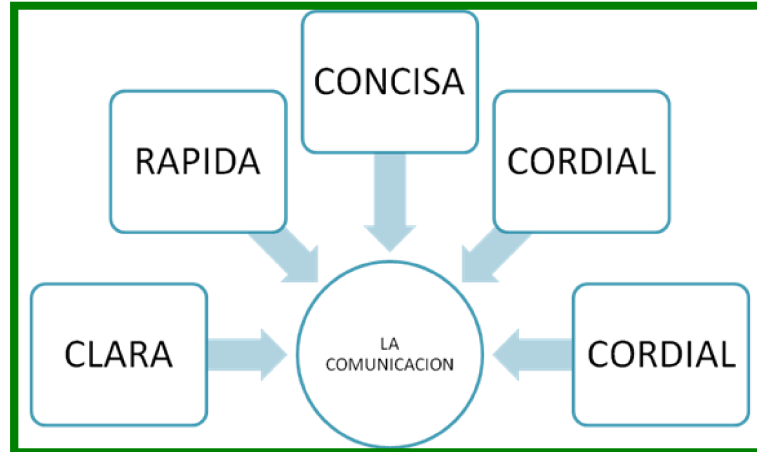 CONCISA
RAPIDA
CORDIAL
CLARA
LA
COMUNICACION
CORDIAL